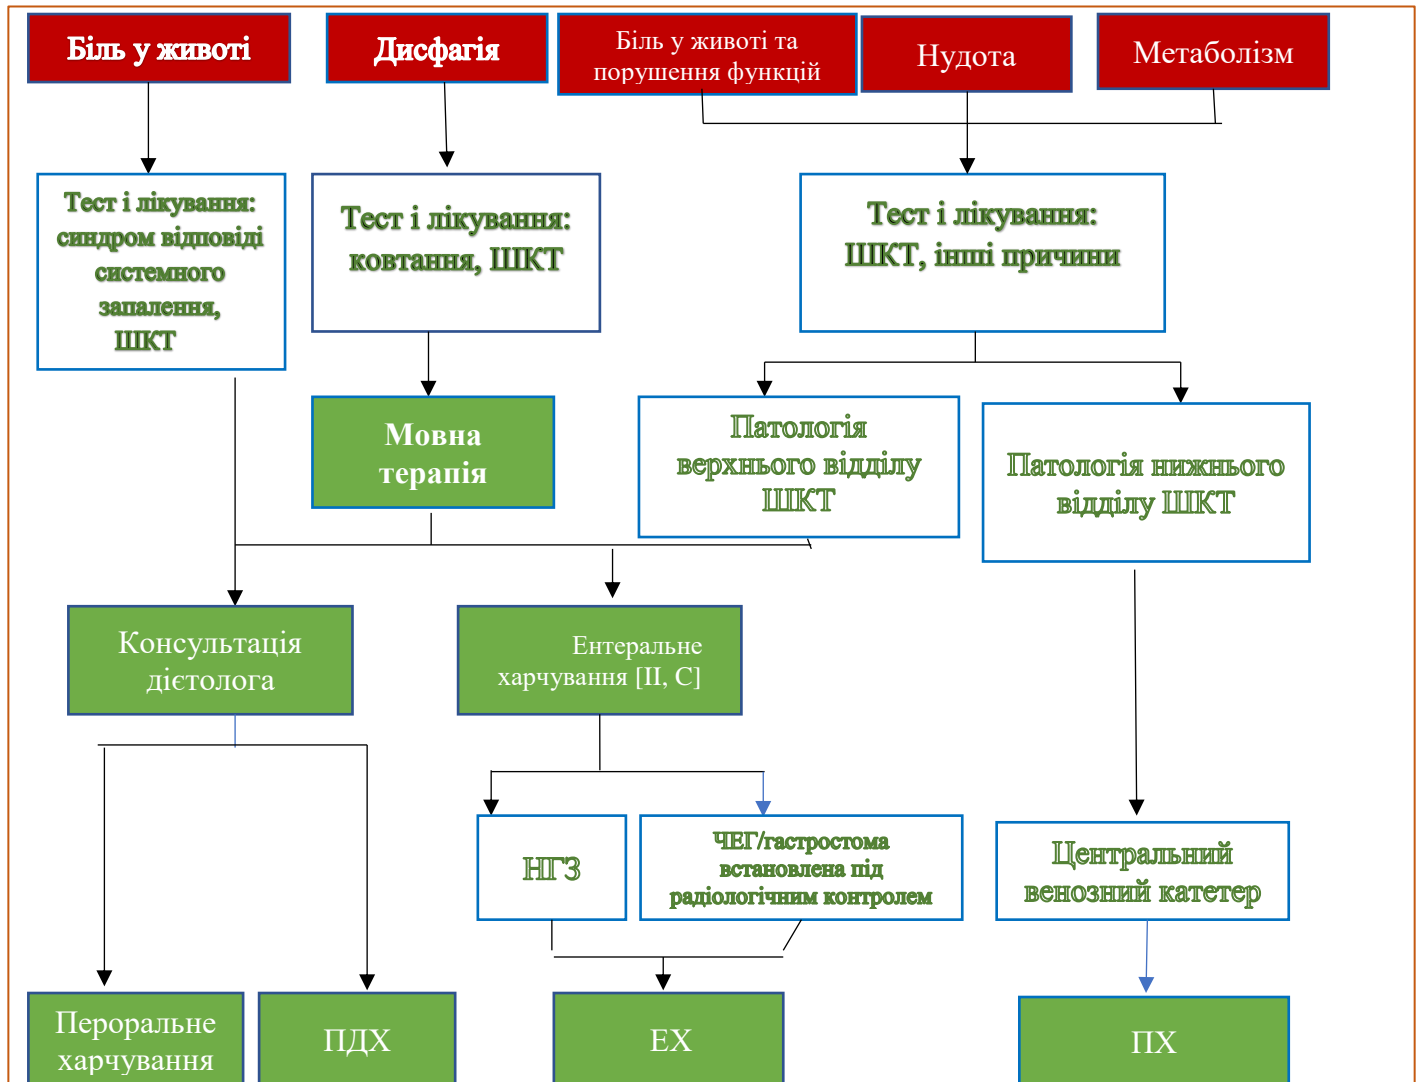 Біль у животі
Дисфагія
Біль у животі та
порушення функцій
Нудота
Метаболізм
Тест і лікування:
синдром відповіді
системного
запалення,
ШКТ
Тест і лікування:
ковтання, ШКТ
Тест і лікування:
ШКТ, інші причини
Мовна
терапія
Патологія
верхнього відділу
ШКТ
Патологія нижнього
відділу ШКТ
Консультація
дієтолога
Ентеральне
харчування [II, C]
НГЗ
ЧЕГ/гастростома
встановлена під
радіологічним контролем
Центральний
венозний катетер
Пероральне
харчування
ПДХ
ЕХ
ПХ